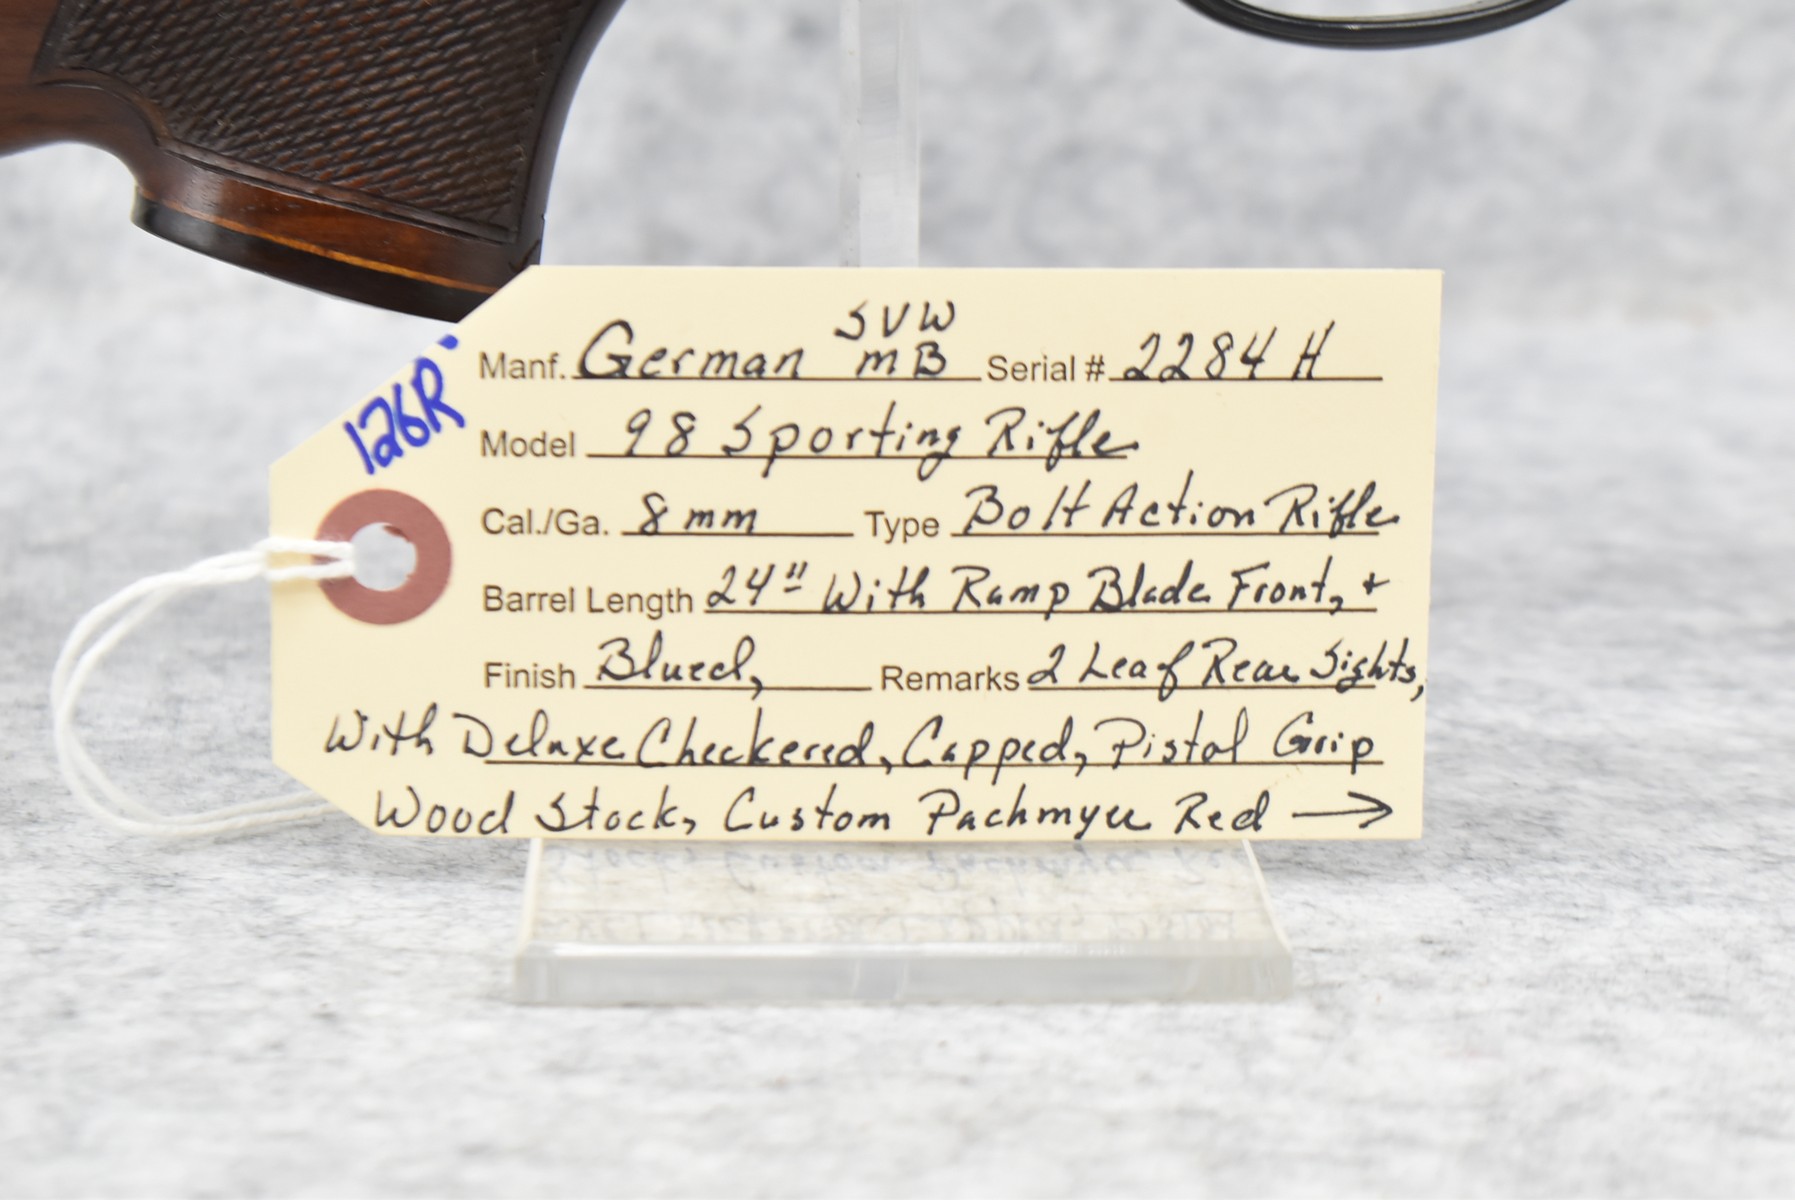 126R.
SVW
Manf. German MB Serial # 2284 H
Model 98 Sporting Rifle
Cal./Ga. 8mm Type Bolt Action Rifle
Barrel Length 24" With Ramp Blade Front, +
Finish Blued, Remarks 2 Leaf Rear Sights,
With Deluxe Checkered, Capped, Pistol Grip
Wood Stock, Custom Pachmyer Red →